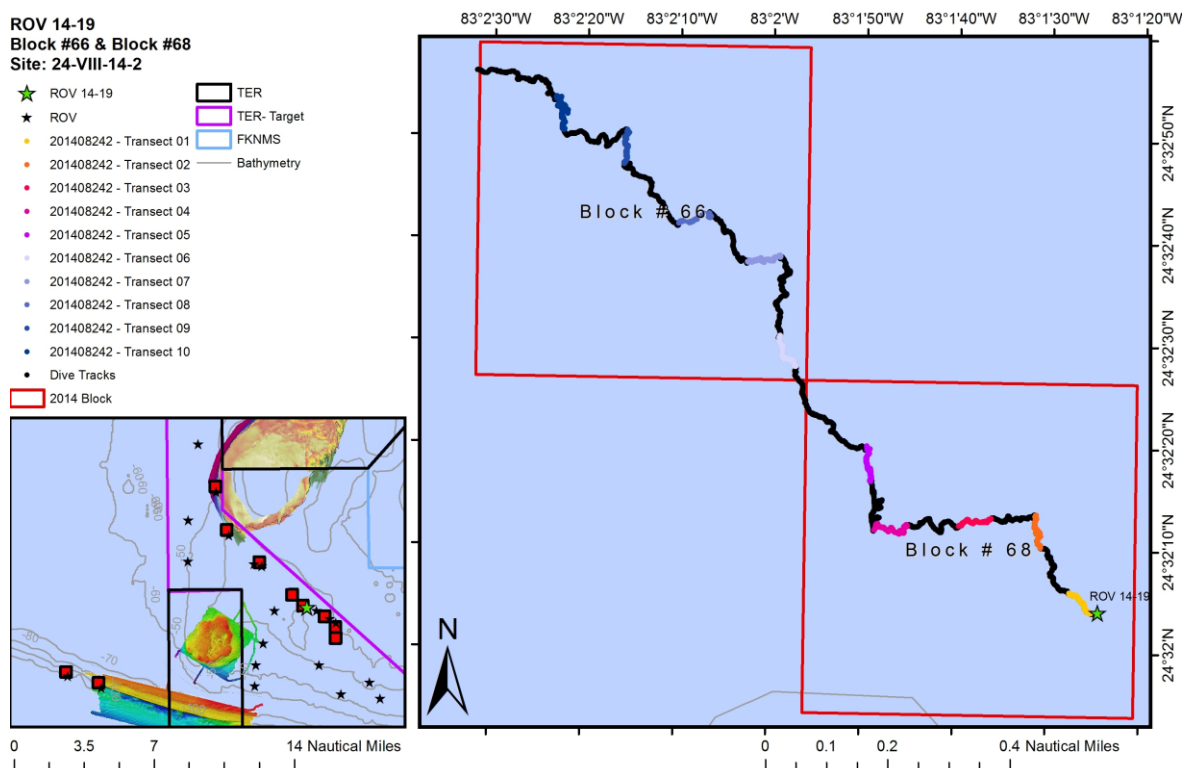 ROV 14-19
Block #66 & Block #68
Site: 24-VIII-14-2
ROV 14-19
ROV
201408242 - Transect 01
201408242 - Transect 02
201408242 - Transect 03
201408242 - Transect 04
201408242 - Transect 05
201408242 - Transect 06
201408242 - Transect 07
201408242 - Transect 08
201408242 - Transect 09
201408242 - Transect 10
Dive Tracks
2014 Block
TER
TER- Target
FKNMS
Bathymetry
83°2'30"W 83°2'20"W 83°2'10"W 83°2'W 83°1'50"W 83°1'40"W 83°1'30"W 83°1'20"W
24°32'50"N
24°32'40"N
24°32'30"N
24°32'20"N
24°32'10"N
24°32'N
Block # 66
Block # 68
ROV 14-19
N
-50
-60
-50
-80
-70
0 3.5 7 14 Nautical Miles
0 0.1 0.2 0.4 Nautical Miles